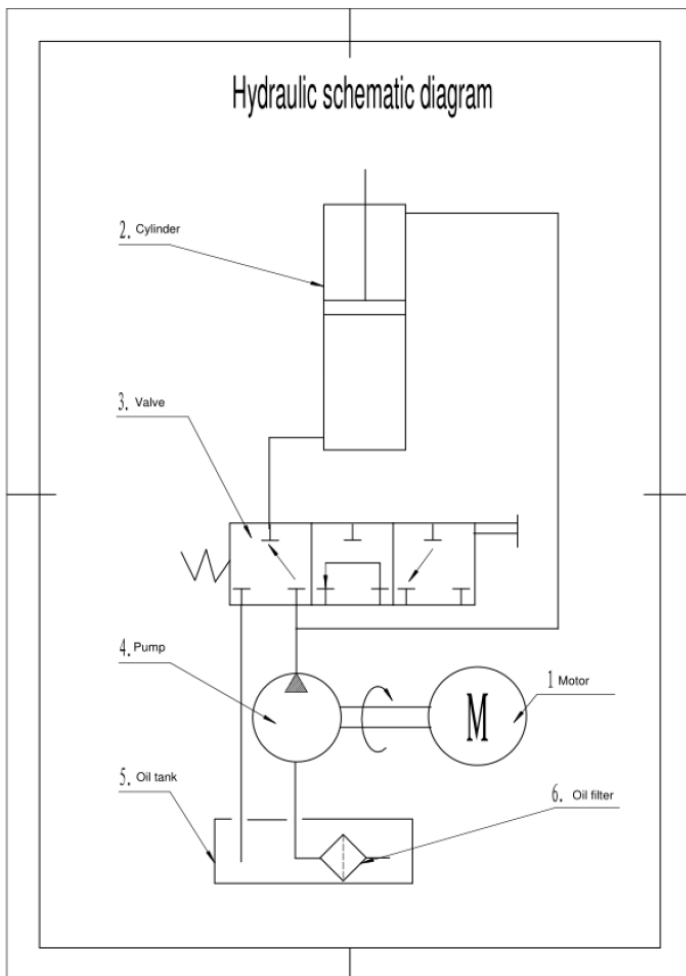 Hydraulic schematic diagram
2. Cylinder
3. Valve
4. Pump
1 Motor
M
5. Oil tank
6. Oil filter